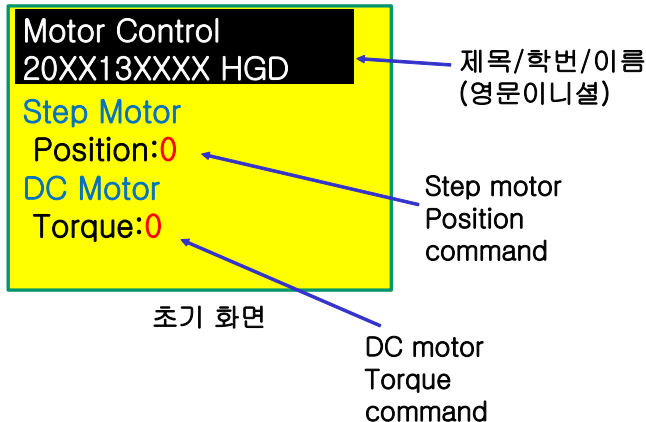 Motor Control
20XX13XXXX HGD
Step Motor
Position:0
DC Motor
Torque:0
제목/학번/이름
(영문이니셜)
Step motor
Position
command
초기 화면
DC motor
Torque
command